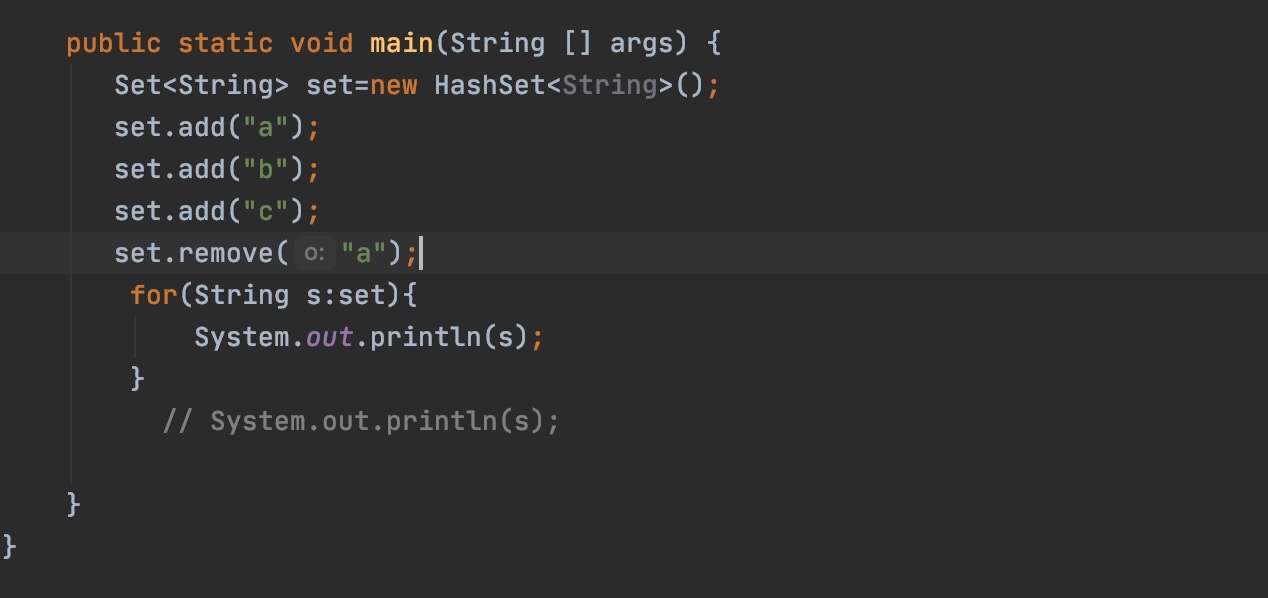 public static void main(String [] args) {
Set<String> set=new HashSet<String>();
set.add("a");
set.add("b");
set.add("c");
set.remove( o: "a");
for(String s:set){
System.out.println(s);
}
// System.out.println(s);
}
}